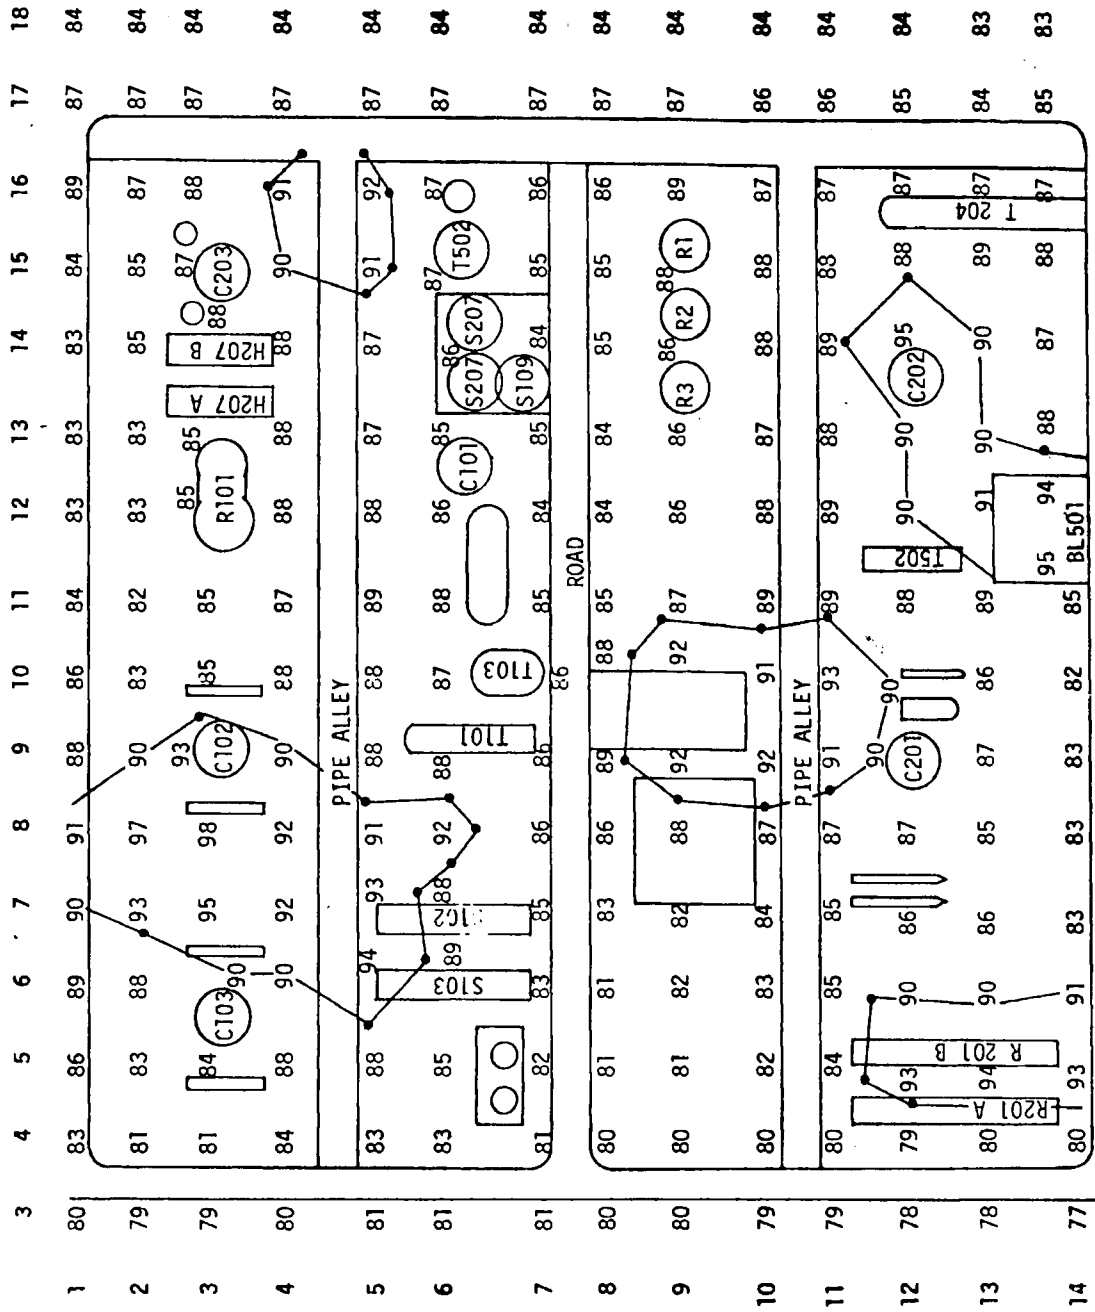 3 4 5 6 7 8 9 10 11 12 13 14 15 16 17 18
1 80 83 86 89 90 91 88 86 84 83 83 83 84 89 87 84
2 79 81 83 88 93 97 90 83 82 83 83 85 85 87 87 84
3 79 81 84 90 95 98 93 85 85 85 85 88 87 88 87 84
C103 C102 R101 H207 A H207 B C203
4 80 84 88 90 92 92 90 88 87 88 88 88 90 91 87 84
PIPE ALLEY
5 81 83 88 94 93 91 88 88 89 88 87 87 91 92 87 84
6 81 83 85 89 88 92 88 87 88 86 85 86 87 87 87 84
S103 T101 T103 C101 S207 S207 T502
S109
7 81 81 82 83 85 86 86 86 85 84 85 84 85 86 87 84
ROAD
8 80 80 81 81 83 86 89 88 85 84 84 85 85 86 87 84
9 80 80 81 82 82 88 92 92 87 86 86 86 88 89 87 84
R3 R2 R1
10 79 80 82 83 84 87 92 91 89 88 87 88 88 87 86 84
PIPE ALLEY
11 79 80 84 85 85 87 91 93 89 89 88 89 88 87 86 84
12 78 79 93 90 86 87 90 90 88 90 90 95 88 87 85 84
R201 A R 201 B C201 T502 C202 T 204
13 78 80 94 90 86 85 87 86 89 91 90 90 89 87 84 83
14 77 80 93 91 83 83 83 82 85 95 94 88 87 88 87 85 83
BL501